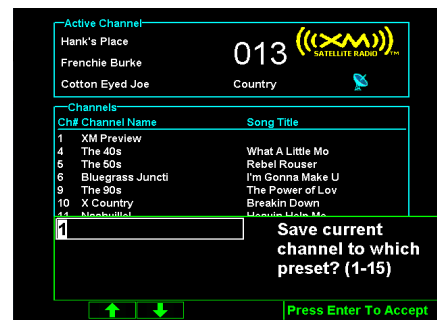 Active Channel
Hank's Place
Frenchie Burke
Cotton Eyed Joe
013
Country
((XM))
SATELLITE RADIO TM
Channels
Ch# Channel Name Song Title
1 XM Preview
4 The 40s What A Little Mo
5 The 50s Rebel Rouser
6 Bluegrass Juncti I'm Gonna Make U
9 The 90s The Power of Lov
10 X Country Breakin Down
11 Nashville!
1
Save current
channel to which
preset? (1-15)
Press Enter To Accept